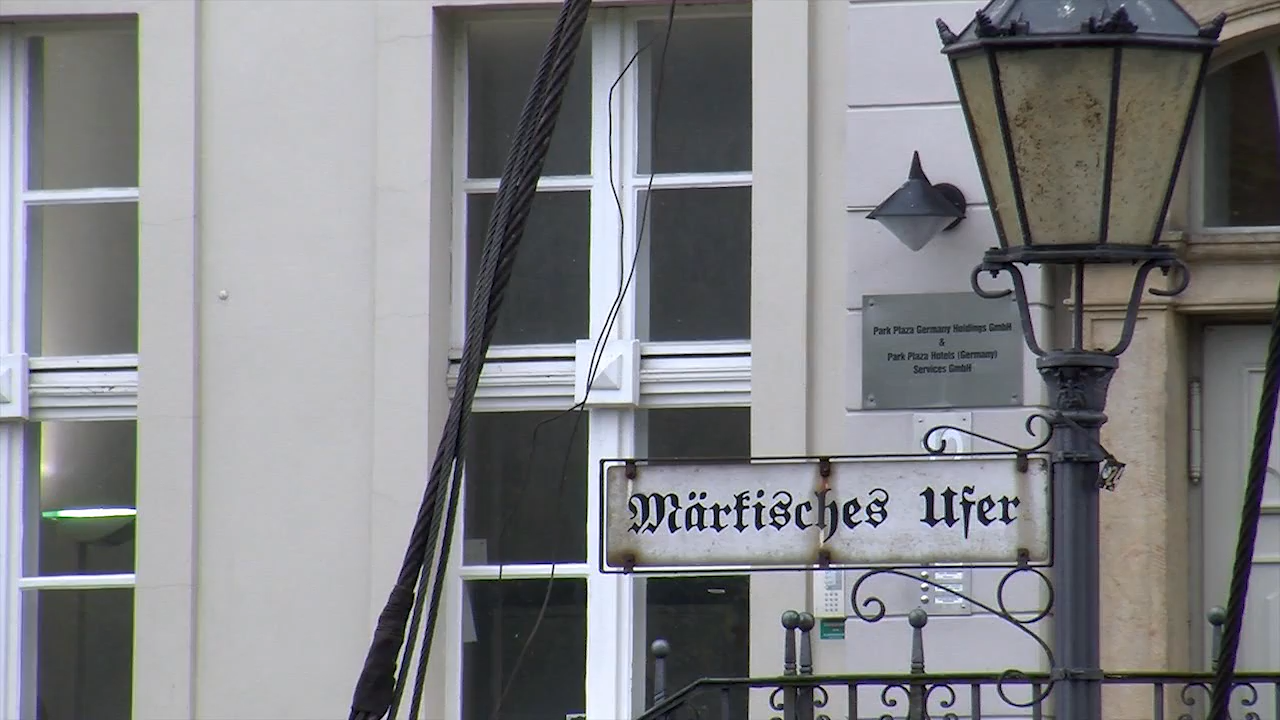 Park Plaza Germany Holdings GmbH
&
Park Plaza Hotels (Germany)
Services GmbH
Märkisches Ufer